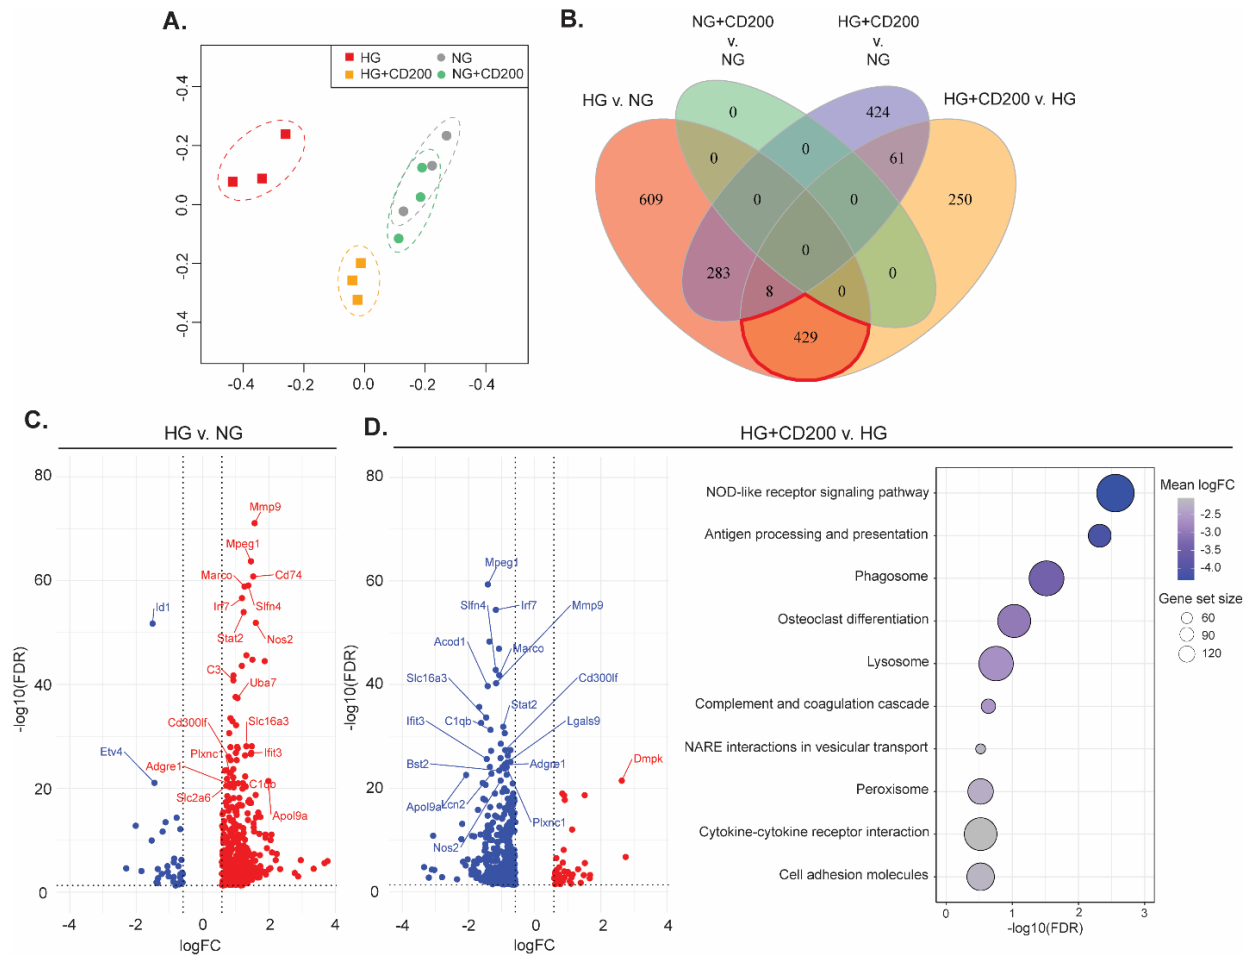 A.
HG
NG
HG+CD200
NG+CD200
-0.4
-0.2
0.0
-0.2
-0.4
-0.4
-0.2
0.0
-0.2
-0.4
B.
NG+CD200
v.
NG
HG+CD200
v.
NG
HG v. NG
HG+CD200 v. HG
0
424
0
0
61
609
0
0
250
0
283
0
8
0
429
C.
HG v. NG
80
60
40
20
0
-log10(FDR)
-4
-2
0
2
4
logFC
Mmp9
Mpeg1
Marco
Cd74
Id1
Irf7
Slfn4
Stat2
Nos2
C3
Uba7
Cd300lf
Slc16a3
Etv4
Plxnc1
Ifit3
Adgre1
Slc2a6
C1qb
Apol9a
D.
HG+CD200 v. HG
80
60
40
20
0
-log10(FDR)
-4
-2
0
2
4
logFC
Mpeg1
Slfn4
Irf7
Mmp9
Acod1
Marco
Slc16a3
Cd300lf
Stat2
Ifit3
C1qb
Lgals9
Bst2
Adgre1
Dmpk
Apol9a
Lcn2
Plxnc1
Nos2
NOD-like receptor signaling pathway
Antigen processing and presentation
Phagosome
Osteoclast differentiation
Lysosome
Complement and coagulation cascade
NARE interactions in vesicular transport
Peroxisome
Cytokine-cytokine receptor interaction
Cell adhesion molecules
0
1
2
3
-log10(FDR)
Mean logFC
-2.5
-3.0
-3.5
-4.0
Gene set size
60
90
120